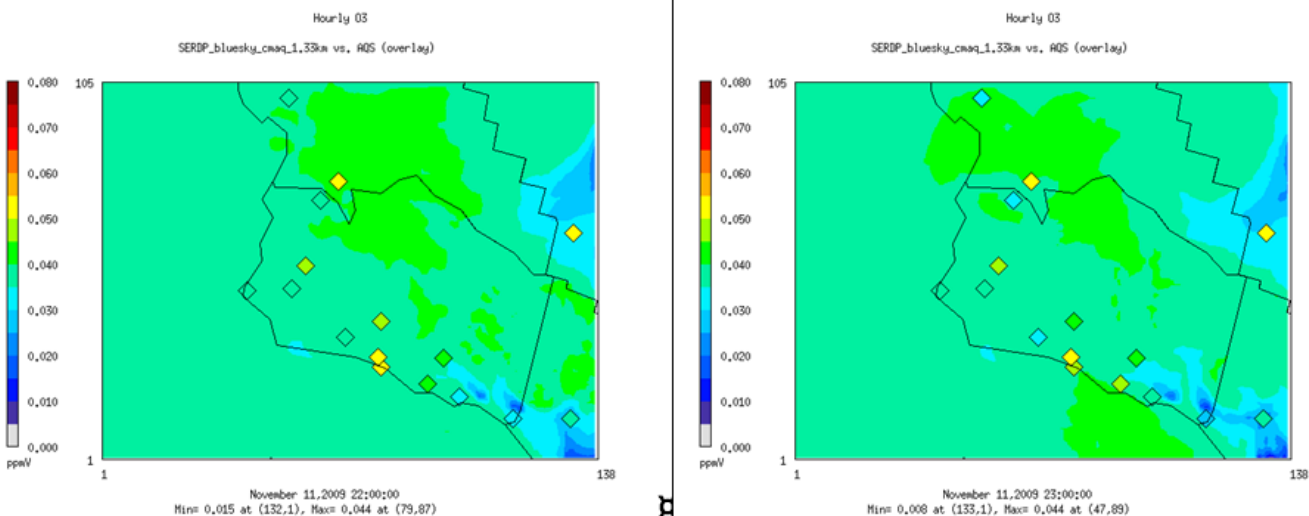 Hourly O3
SERDP_bluesky_cmaq_1.33km vs. AQS (overlay)
0.080
0.070
0.060
0.050
0.040
0.030
0.020
0.010
0.000
ppmV
105
1
1
138
November 11,2009 22:00:00
Min= 0.015 at (132,1), Max= 0.044 at (79,87)
¤
Hourly O3
SERDP_bluesky_cmaq_1.33km vs. AQS (overlay)
0.080
0.070
0.060
0.050
0.040
0.030
0.020
0.010
0.000
ppmV
105
1
1
138
November 11,2009 23:00:00
Min= 0.008 at (133,1), Max= 0.044 at (47,89)